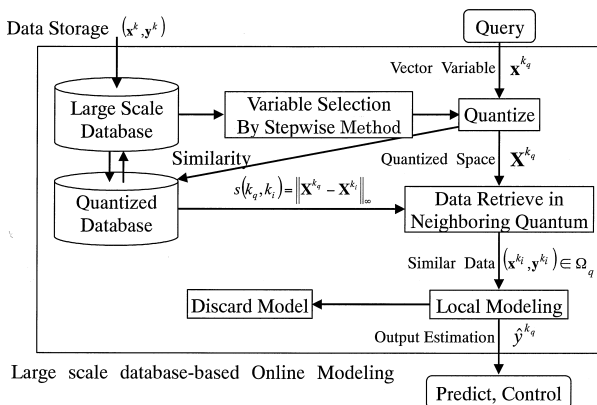 Data Storage (x^k, y^k)
Query
Vector Variable x^{k_q}
Large Scale
Database
Variable Selection
By Stepwise Method
Quantize
Similarity
Quantized Space X^{k_q}
s(k_q, k_i) = ‖X^{k_q} − X^{k_i}‖_∞
Quantized
Database
Data Retrieve in
Neighboring Quantum
Similar Data (x^{k_i}, y^{k_i}) ∈ Ω_q
Discard Model
Local Modeling
Output Estimation ŷ^{k_q}
Large scale database-based Online Modeling
Predict, Control